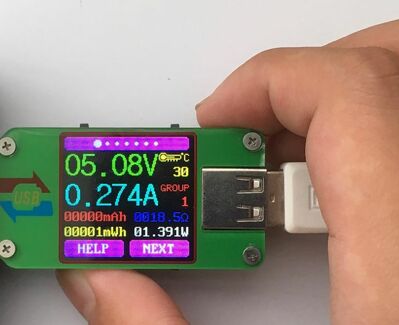 05.08V °C
30
0.274A GROUP
1
00000mAh 0018.5Ω
00001mWh 01.391W
HELP NEXT
USB